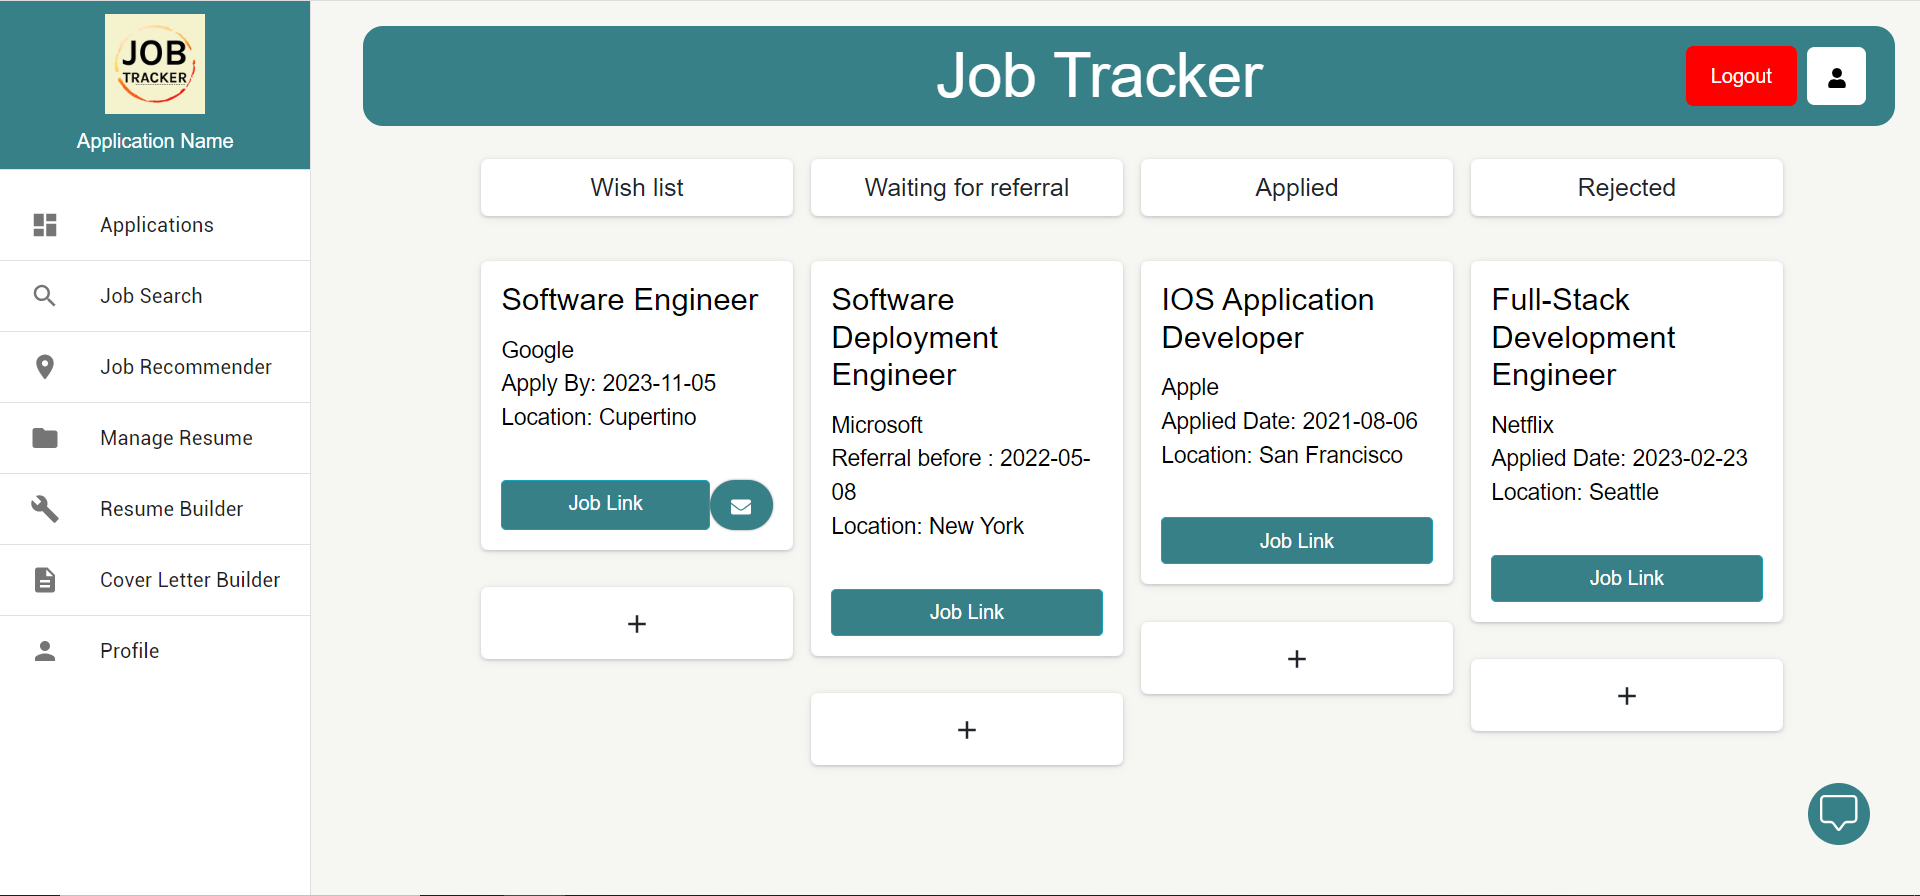 JOB
TRACKER
Application Name
Applications
Job Search
Job Recommender
Manage Resume
Resume Builder
Cover Letter Builder
Profile
Job Tracker
Logout
Wish list
Waiting for referral
Applied
Rejected
Software Engineer
Google
Apply By: 2023-11-05
Location: Cupertino
Job Link
Software
Deployment
Engineer
Microsoft
Referral before : 2022-05-
08
Location: New York
Job Link
IOS Application
Developer
Apple
Applied Date: 2021-08-06
Location: San Francisco
Job Link
Full-Stack
Development
Engineer
Netflix
Applied Date: 2023-02-23
Location: Seattle
Job Link